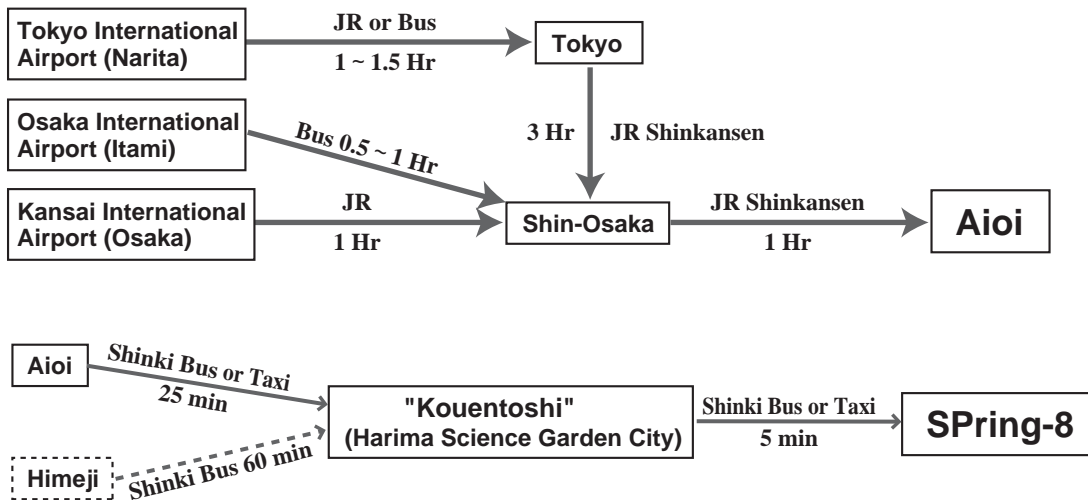 Tokyo International
Airport (Narita)
JR or Bus
1 ~ 1.5 Hr
Tokyo
3 Hr
JR Shinkansen
Osaka International
Airport (Itami)
Bus 0.5 ~ 1 Hr
Kansai International
Airport (Osaka)
JR
1 Hr
Shin-Osaka
JR Shinkansen
1 Hr
Aioi
Aioi
Shinki Bus or Taxi
25 min
Himeji
Shinki Bus 60 min
"Kouentoshi"
(Harima Science Garden City)
Shinki Bus or Taxi
5 min
SPring-8